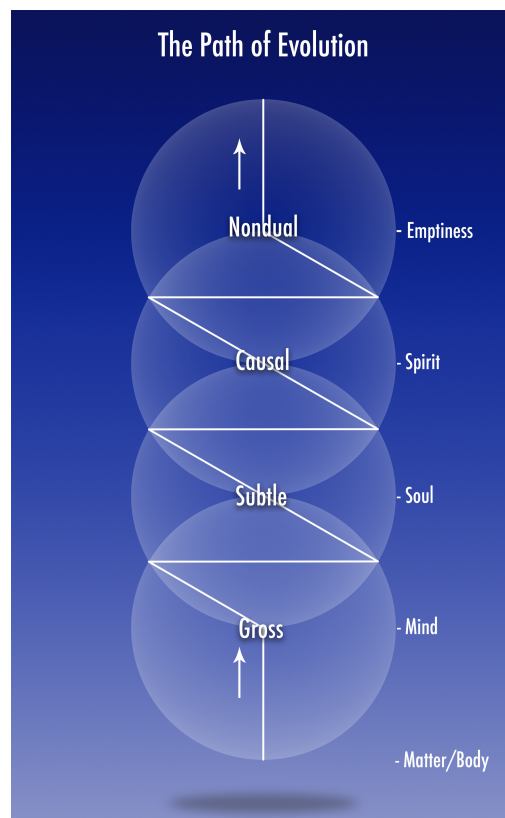 The Path of Evolution
Nondual
- Emptiness
Causal
- Spirit
Subtle
- Soul
Gross
- Mind
- Matter/Body